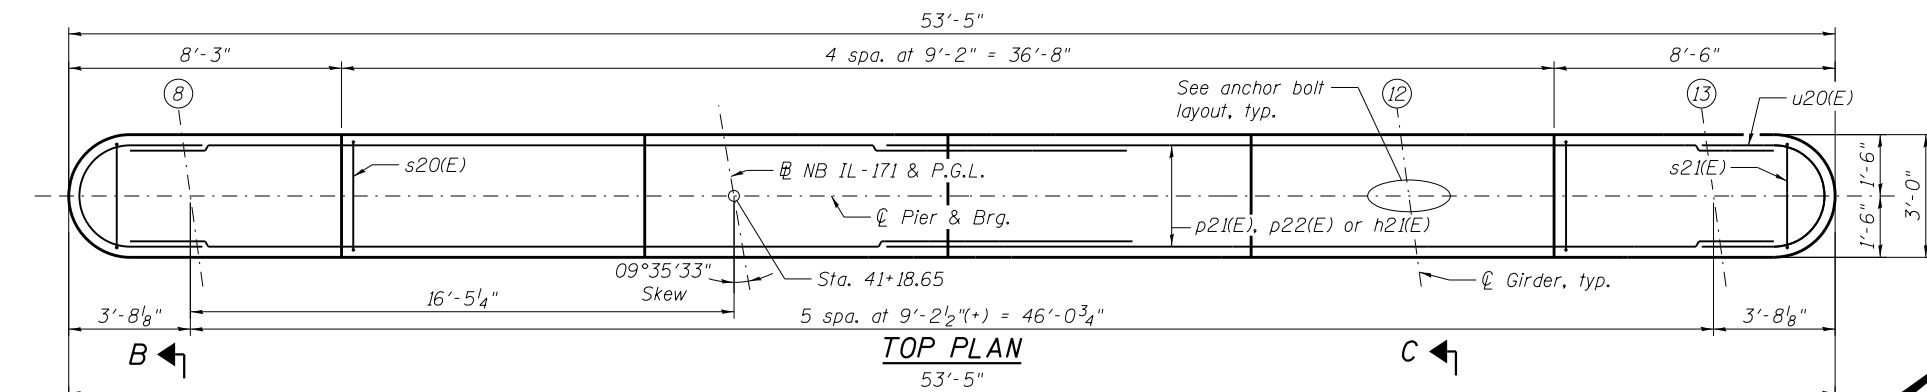 53'-5"
8'-3"
4 spa. at 9'-2" = 36'-8"
8'-6"
See anchor bolt
layout, typ.
8
12
13
u20(E)
s20(E)
℄ NB IL-171 & P.G.L.
s21(E)
1'-6"
1'-6"
3'-0"
℄ Pier & Brg.
p21(E), p22(E) or h21(E)
09°35'33"
Skew
Sta. 41+18.65
℄ Girder, typ.
16'-5¼"
3'-8⅛"
5 spa. at 9'-2½"(+) = 46'-0¾"
3'-8⅛"
B
TOP PLAN
C
53'-5"